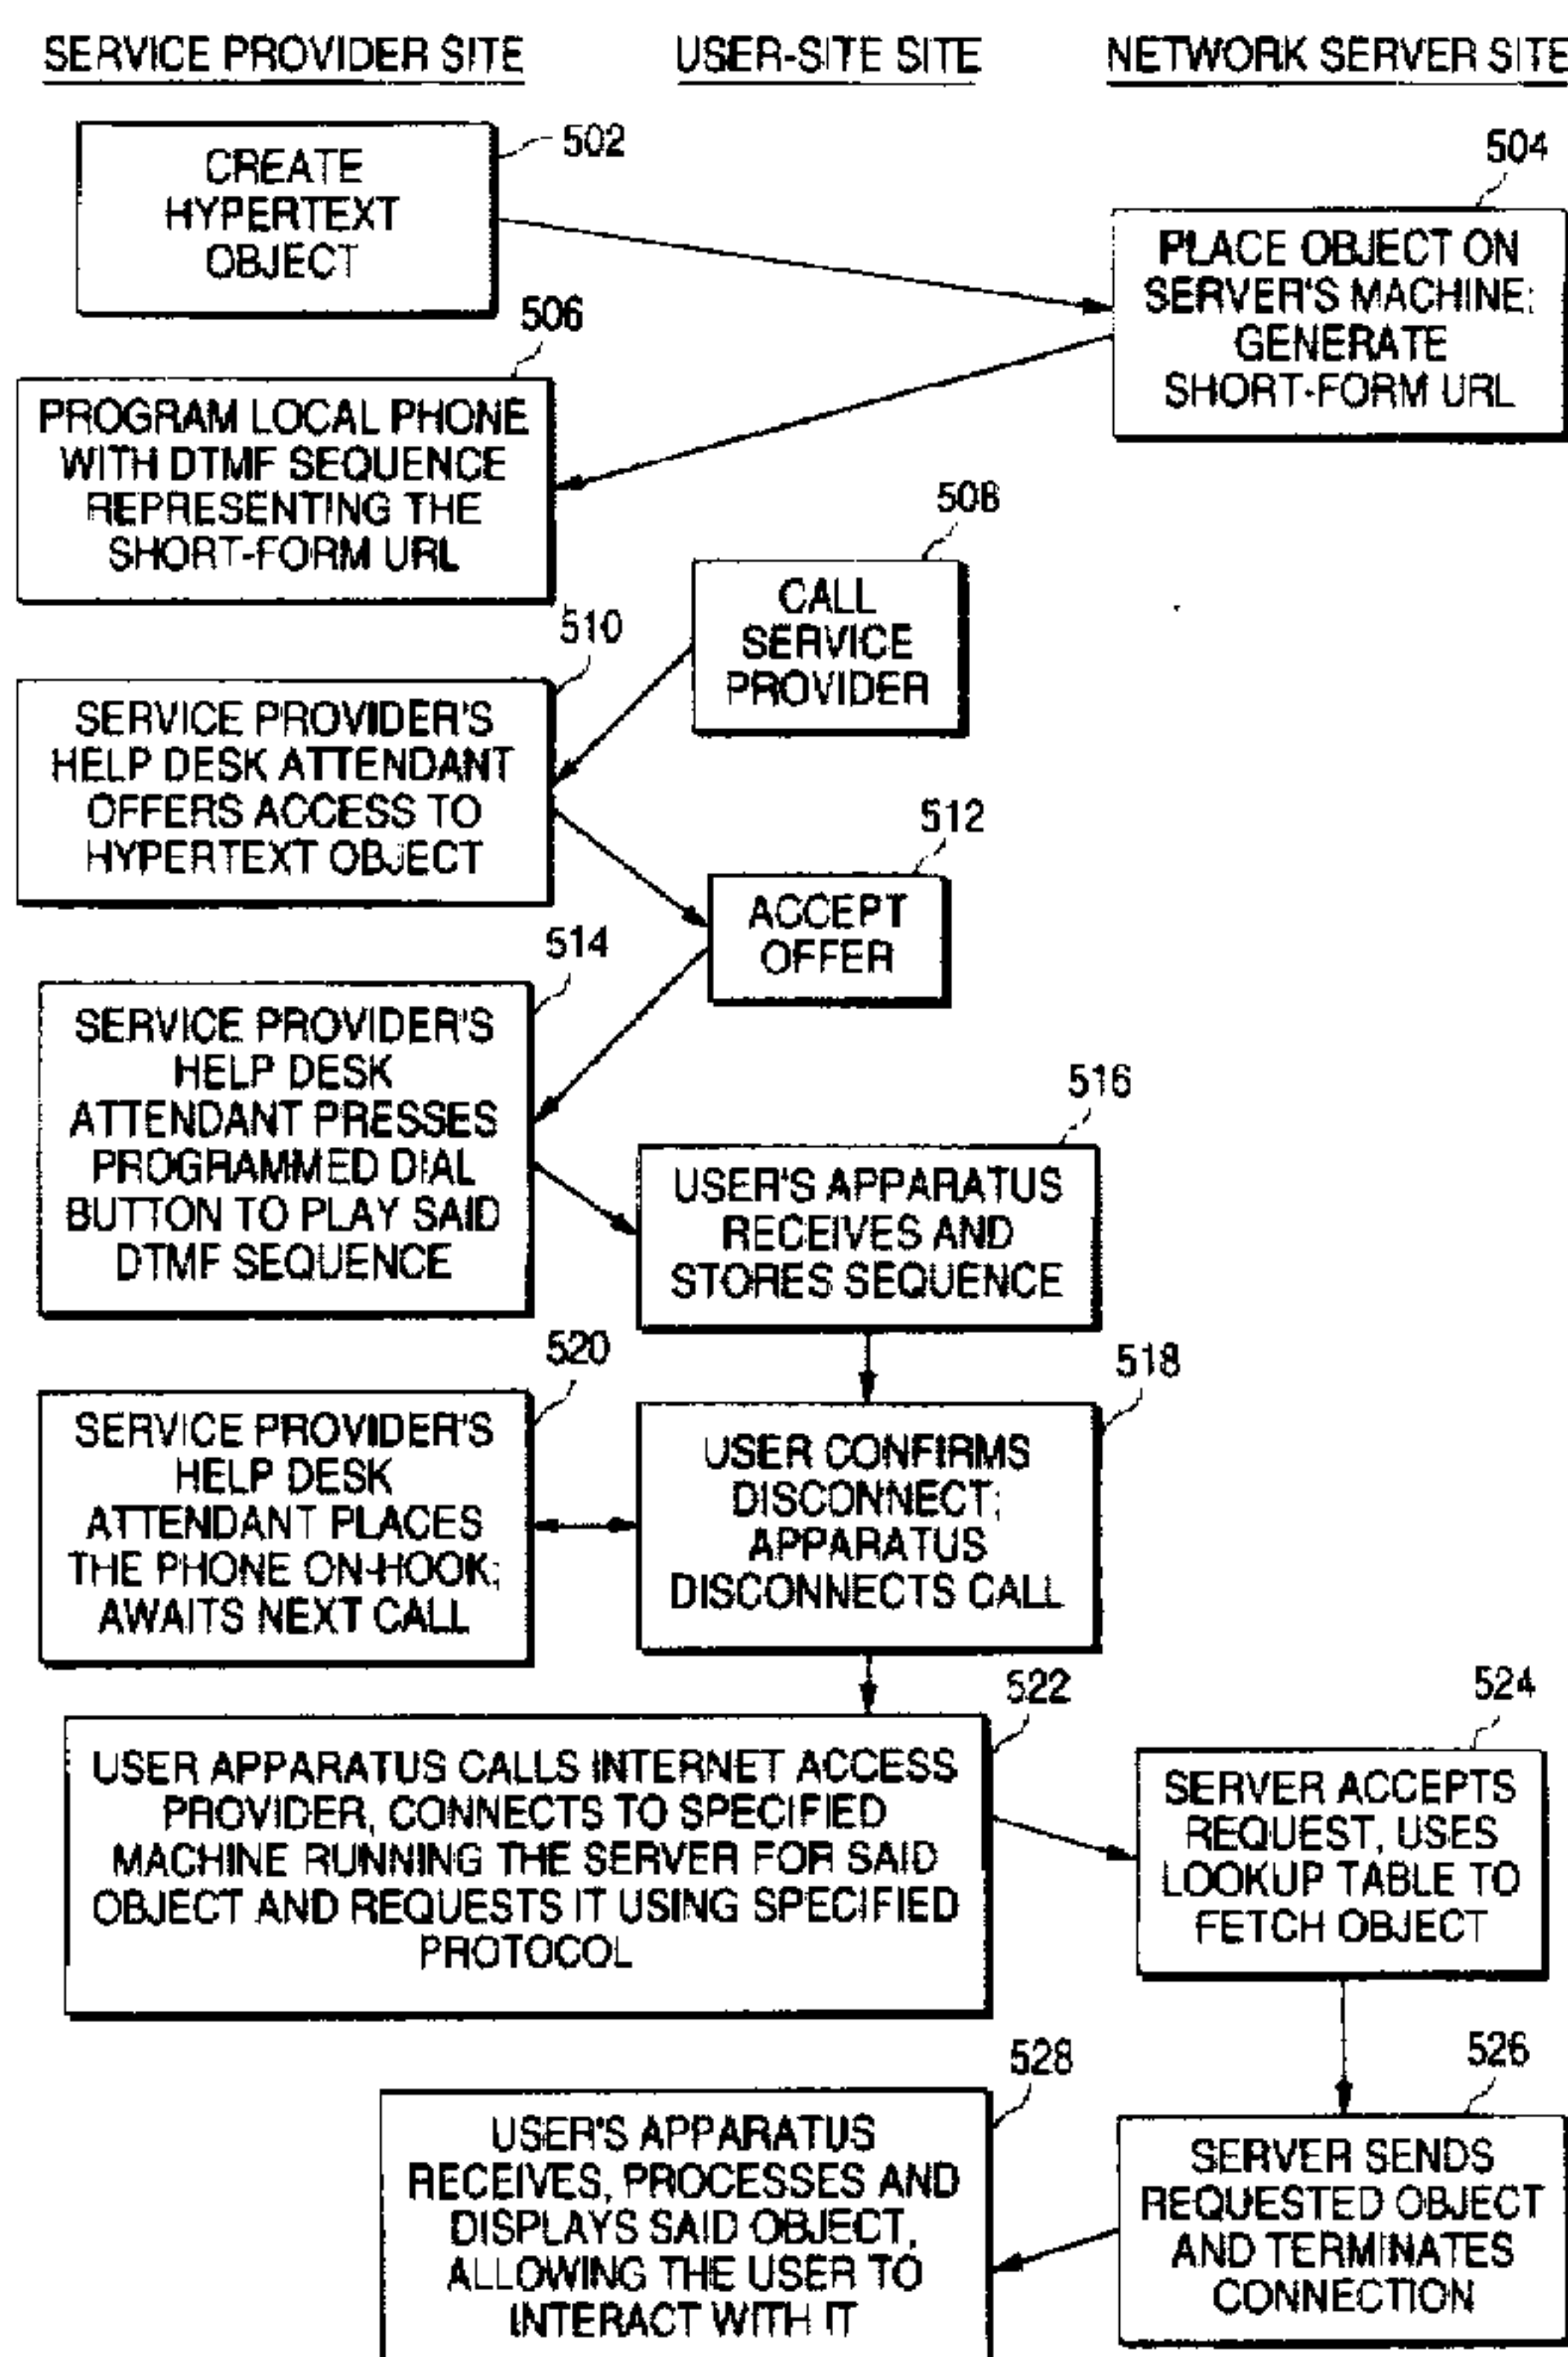 SERVICE PROVIDER SITE
USER-SITE SITE
NETWORK SERVER SITE
502
CREATE
HYPERTEXT
OBJECT
504
PLACE OBJECT ON
SERVER'S MACHINE;
GENERATE
SHORT-FORM URL
506
PROGRAM LOCAL PHONE
WITH DTMF SEQUENCE
REPRESENTING THE
SHORT-FORM URL
508
CALL
SERVICE
PROVIDER
510
SERVICE PROVIDER'S
HELP DESK ATTENDANT
OFFERS ACCESS TO
HYPERTEXT OBJECT
512
ACCEPT
OFFER
514
SERVICE PROVIDER'S
HELP DESK
ATTENDANT PRESSES
PROGRAMMED DIAL
BUTTON TO PLAY SAID
DTMF SEQUENCE
516
USER'S APPARATUS
RECEIVES AND
STORES SEQUENCE
518
USER CONFIRMS
DISCONNECT;
APPARATUS
DISCONNECTS CALL
520
SERVICE PROVIDER'S
HELP DESK
ATTENDANT PLACES
THE PHONE ON-HOOK;
AWAITS NEXT CALL
522
USER APPARATUS CALLS INTERNET ACCESS
PROVIDER, CONNECTS TO SPECIFIED
MACHINE RUNNING THE SERVER FOR SAID
OBJECT AND REQUESTS IT USING SPECIFIED
PROTOCOL
524
SERVER ACCEPTS
REQUEST, USES
LOOKUP TABLE TO
FETCH OBJECT
526
SERVER SENDS
REQUESTED OBJECT
AND TERMINATES
CONNECTION
528
USER'S APPARATUS
RECEIVES, PROCESSES AND
DISPLAYS SAID OBJECT,
ALLOWING THE USER TO
INTERACT WITH IT